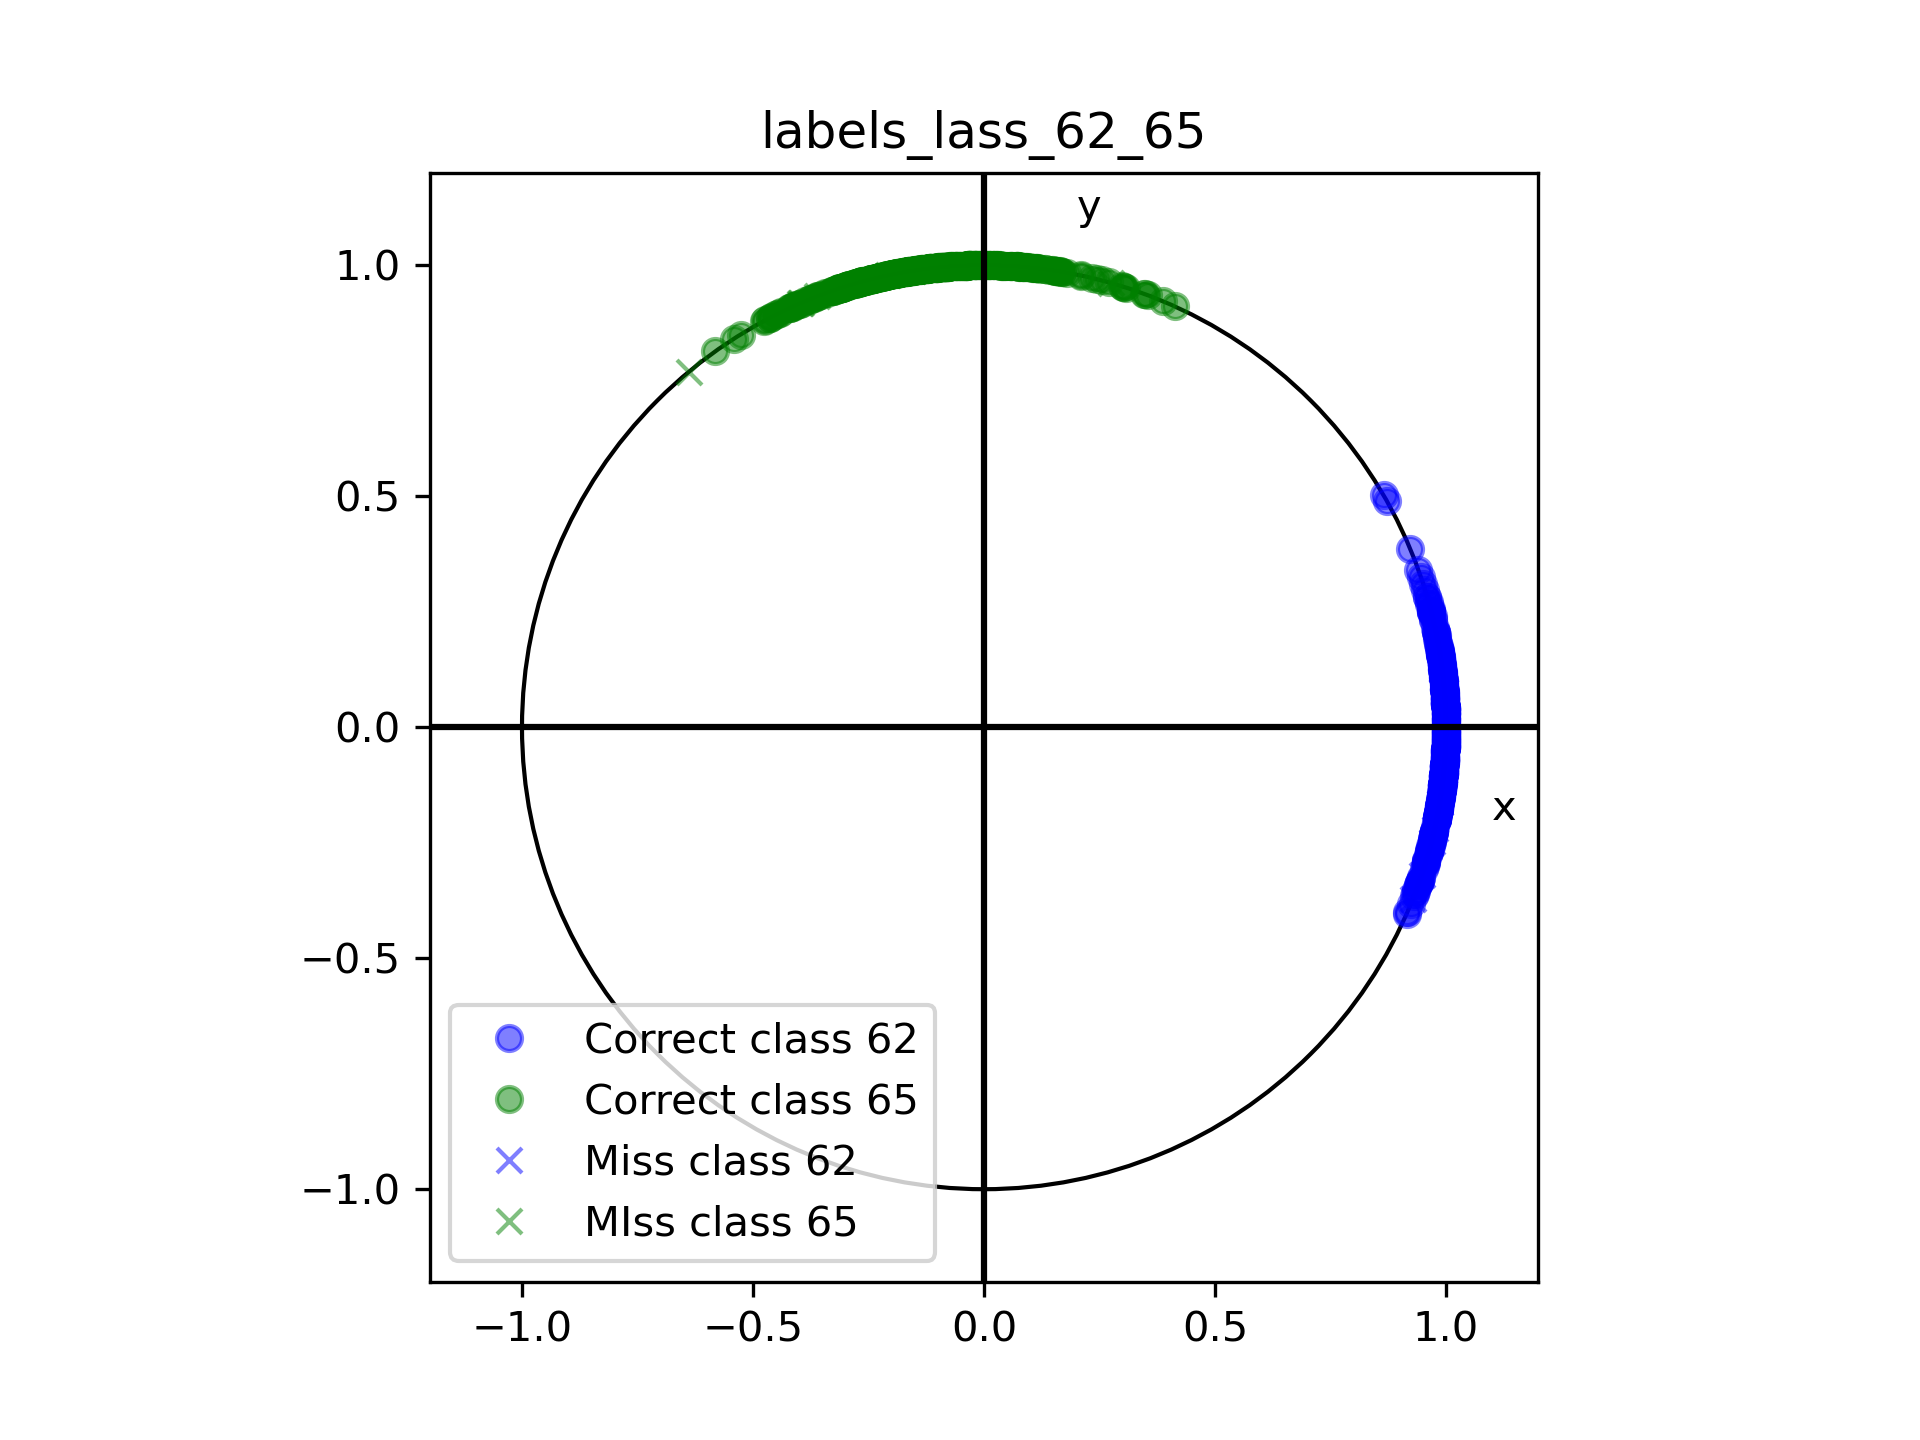 labels_lass_62_65
y
1.0
0.5
0.0
x
−0.5
−1.0
Correct class 62
Correct class 65
Miss class 62
MIss class 65
−1.0 −0.5 0.0 0.5 1.0